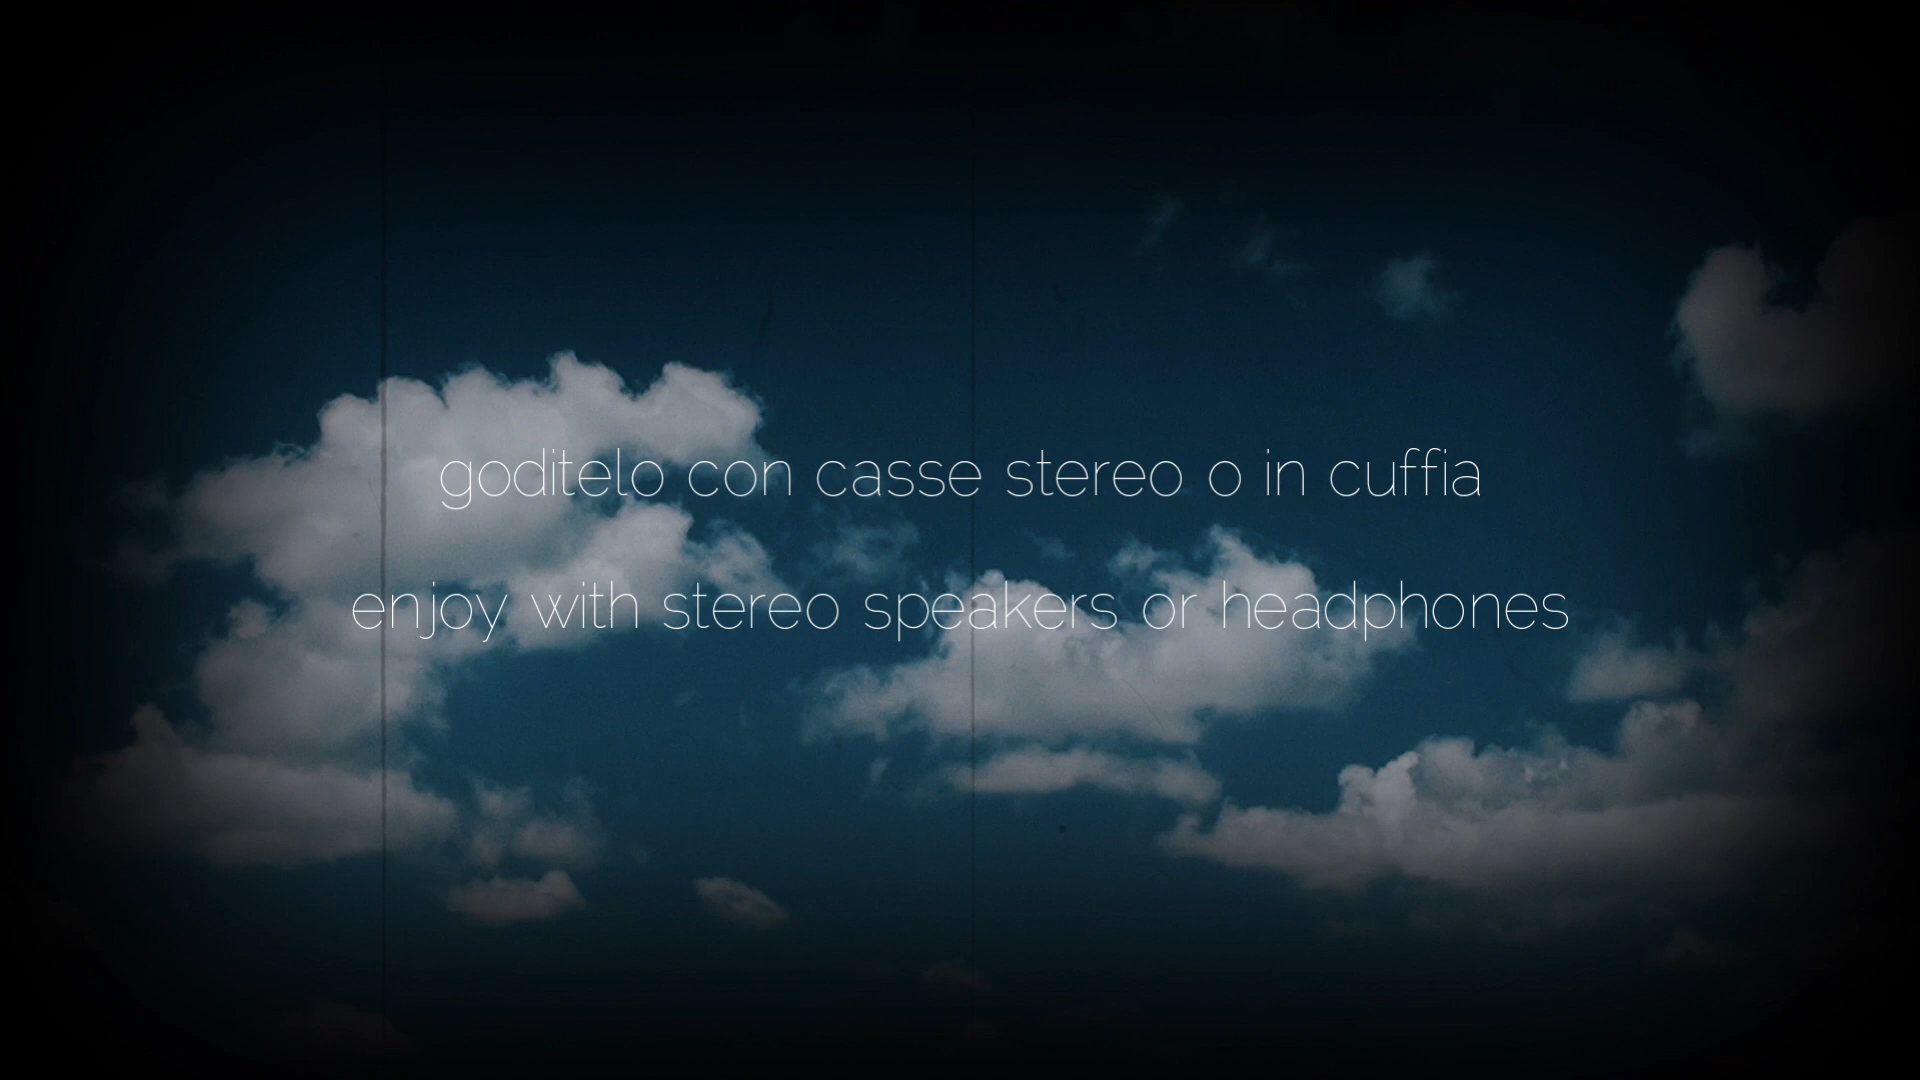 goditelo con casse stereo o in cuffia
enjoy with stereo speakers or headphones